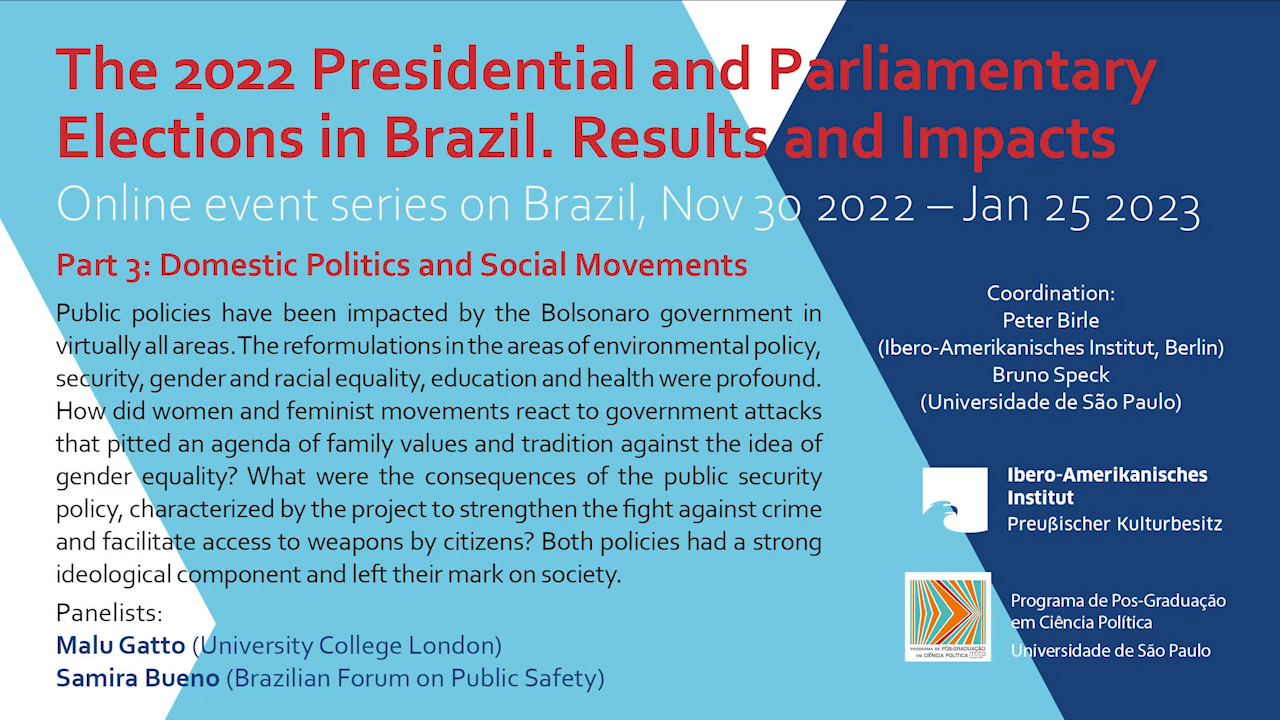 The 2022 Presidential and Parliamentary
Elections in Brazil. Results and Impacts
Online event series on Brazil, Nov 30 2022 – Jan 25 2023
Part 3: Domestic Politics and Social Movements
Public policies have been impacted by the Bolsonaro government in
virtually all areas. The reformulations in the areas of environmental policy,
security, gender and racial equality, education and health were profound.
How did women and feminist movements react to government attacks
that pitted an agenda of family values and tradition against the idea of
gender equality? What were the consequences of the public security
policy, characterized by the project to strengthen the fight against crime
and facilitate access to weapons by citizens? Both policies had a strong
ideological component and left their mark on society.
Panelists:
Malu Gatto (University College London)
Samira Bueno (Brazilian Forum on Public Safety)
Coordination:
Peter Birle
(Ibero-Amerikanisches Institut, Berlin)
Bruno Speck
(Universidade de São Paulo)
Ibero-Amerikanisches
Institut
Preußischer Kulturbesitz
PROGRAMA DE PÓS-GRADUAÇÃO
EM CIÊNCIA POLÍTICA USP
Programa de Pos-Graduação
em Ciência Política
Universidade de São Paulo